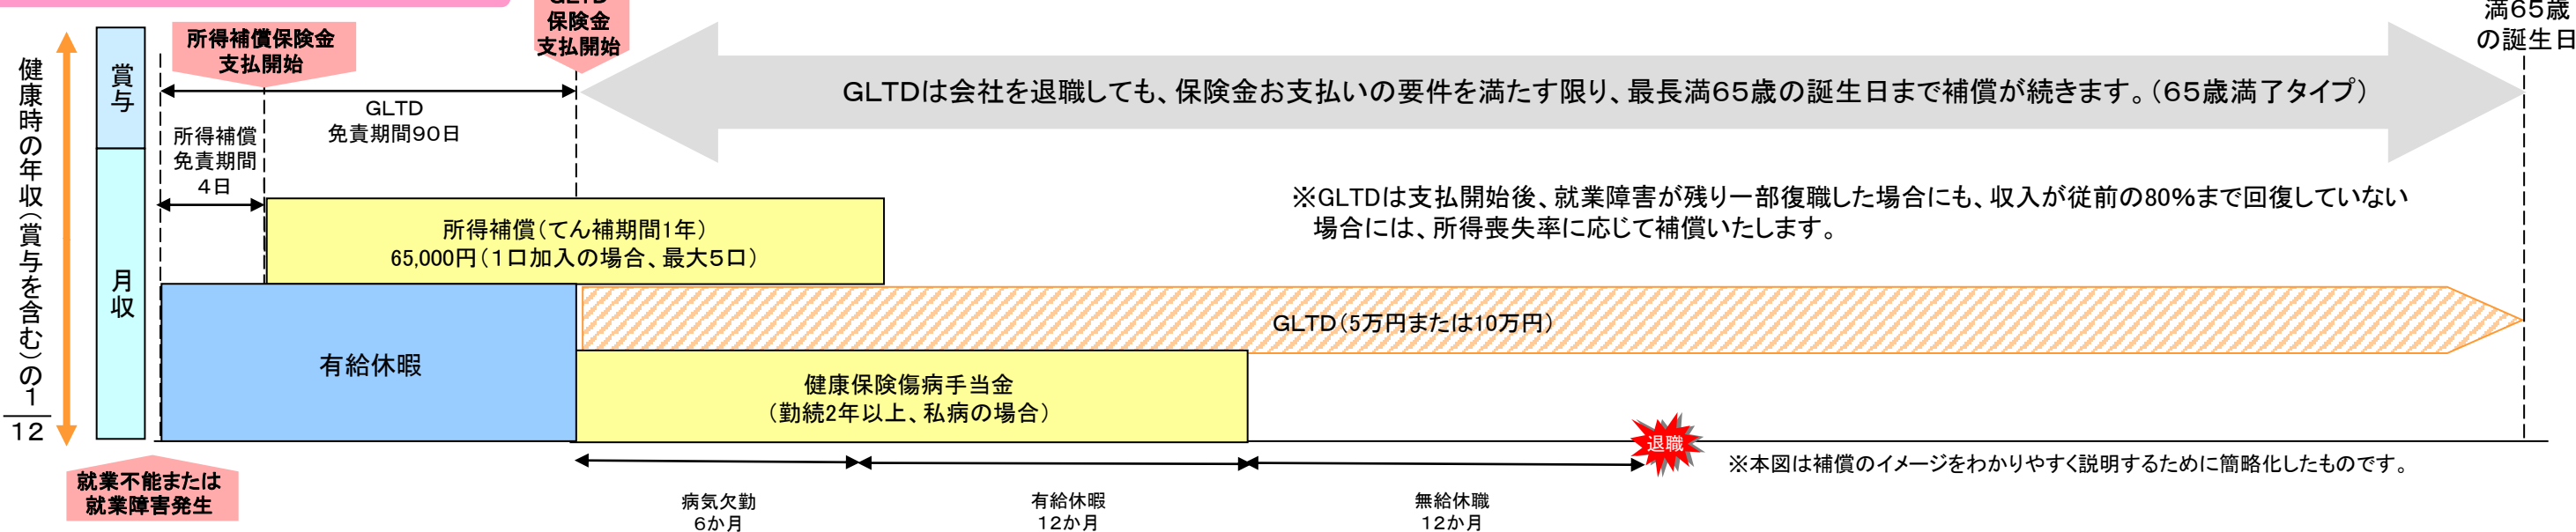 GLTD
保険金
支払開始
満65歳
の誕生日
所得補償保険金
支払開始
健康時の年収(賞与を含む)の1
12
賞与
月収
GLTDは会社を退職しても、保険金お支払いの要件を満たす限り、最長満65歳の誕生日まで補償が続きます。(65歳満了タイプ)
GLTD
免責期間90日
所得補償
免責期間
4日
※GLTDは支払開始後、就業障害が残り一部復職した場合にも、収入が従前の80%まで回復していない
場合には、所得喪失率に応じて補償いたします。
所得補償(てん補期間1年)
65,000円(1口加入の場合、最大5口)
GLTD(5万円または10万円)
有給休暇
健康保険傷病手当金
(勤続2年以上、私病の場合)
退職
※本図は補償のイメージをわかりやすく説明するために簡略化したものです。
就業不能または
就業障害発生
病気欠勤
6か月
有給休暇
12か月
無給休職
12か月